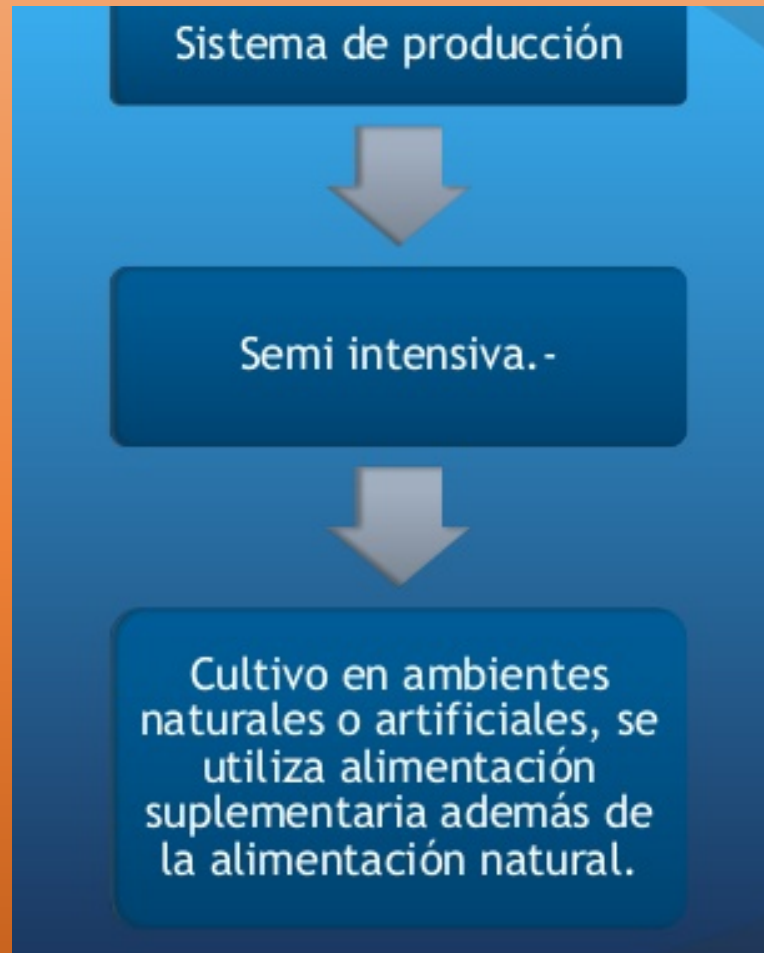 Sistema de producción
Semi intensiva.-
Cultivo en ambientes
naturales o artificiales, se
utiliza alimentación
suplementaria además de
la alimentación natural.